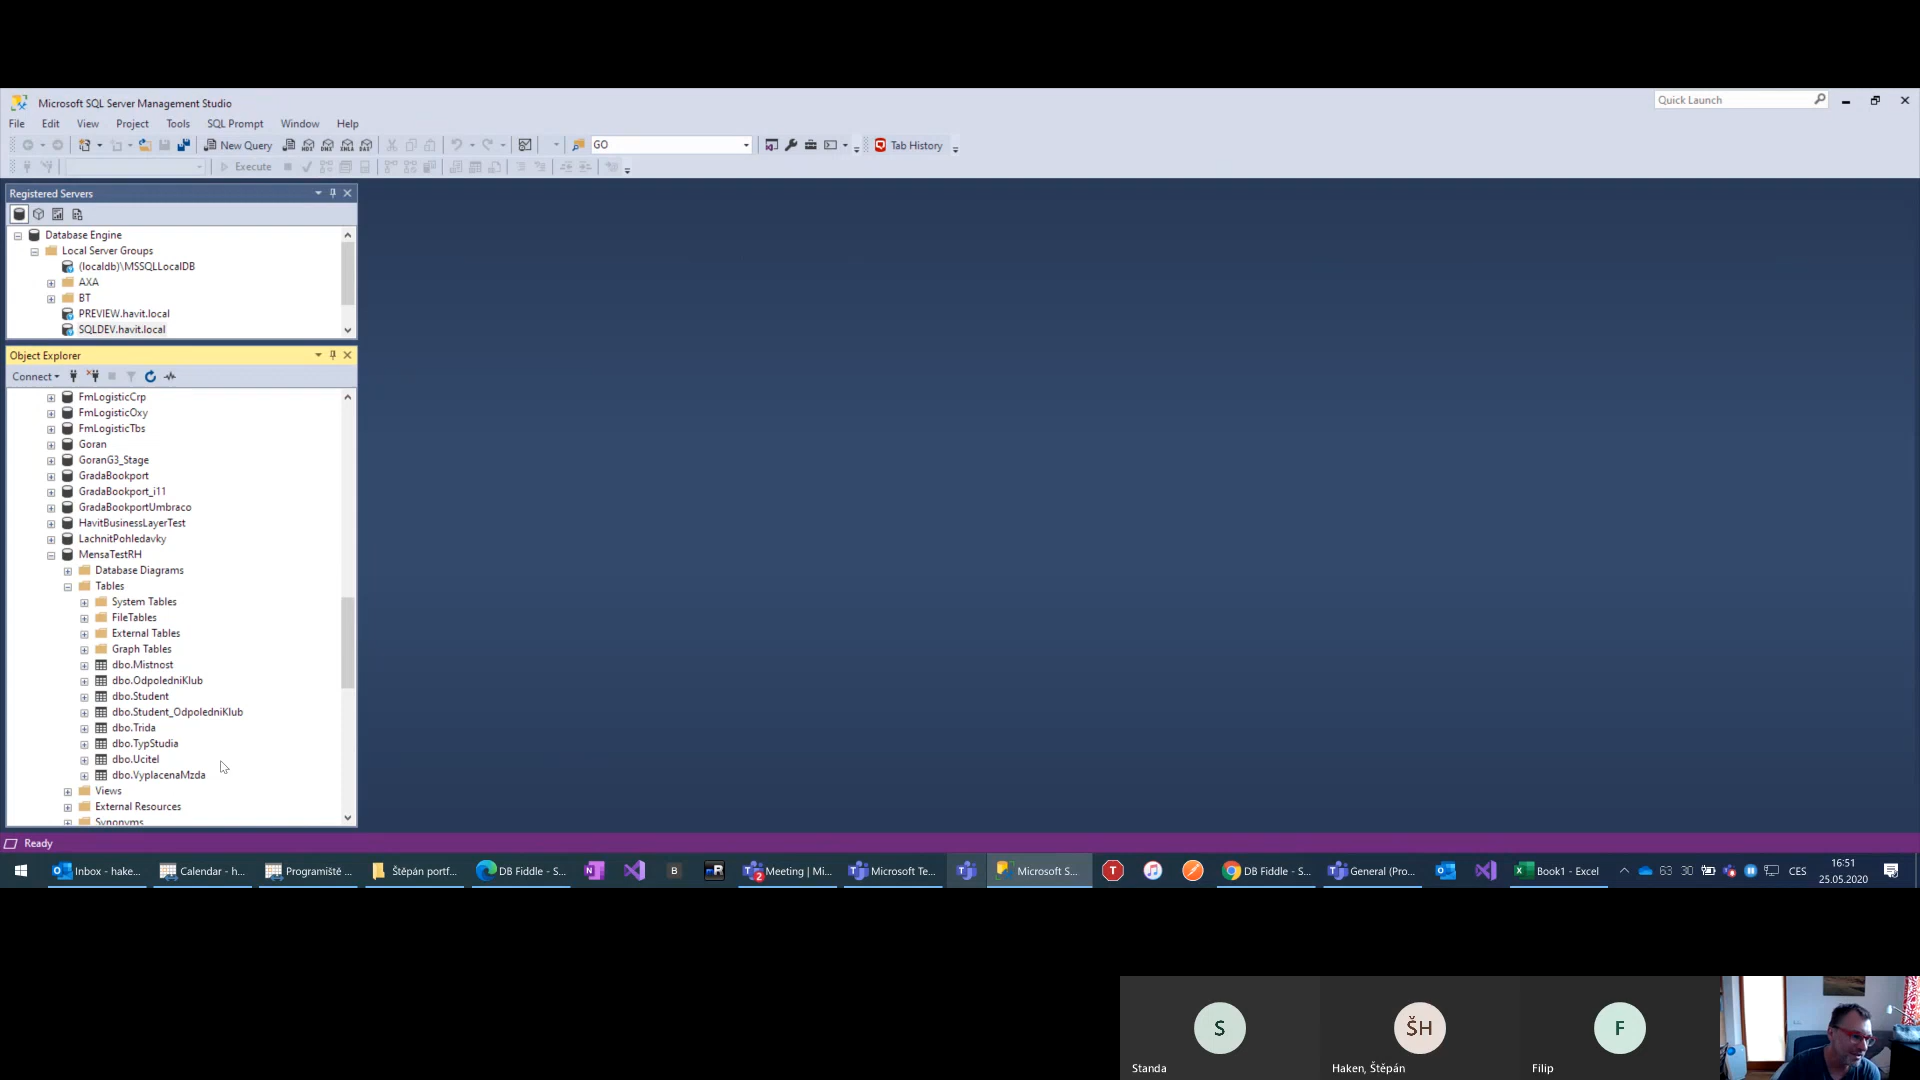 Microsoft SQL Server Management Studio
Quick Launch
File Edit View Project Tools SQL Prompt Window Help
New Query GO Tab History
Execute
Registered Servers
Database Engine
Local Server Groups
(localdb)\MSSQLLocalDB
AXA
BT
PREVIEW.havit.local
SQLDEV.havit.local
Object Explorer
Connect
FmLogisticCrp
FmLogisticOxy
FmLogisticTbs
Goran
GoranG3_Stage
GradaBookport
GradaBookport_i11
GradaBookportUmbraco
HavitBusinessLayerTest
LachnitPohledavky
MensaTestRH
Database Diagrams
Tables
System Tables
FileTables
External Tables
Graph Tables
dbo.Mistnost
dbo.OdpoledniKlub
dbo.Student
dbo.Student_OdpoledniKlub
dbo.Trida
dbo.TypStudia
dbo.Ucitel
dbo.VyplacenaMzda
Views
External Resources
Synonyms
Ready
Inbox - hake... Calendar - h... Programiště ... Štěpán portf... DB Fiddle - S... Meeting | Mi... Microsoft Te... Microsoft S... DB Fiddle - S... General (Pro... Book1 - Excel 63 30 CES 16:51
25.05.2020
S ŠH F
Standa Haken, Štěpán Filip